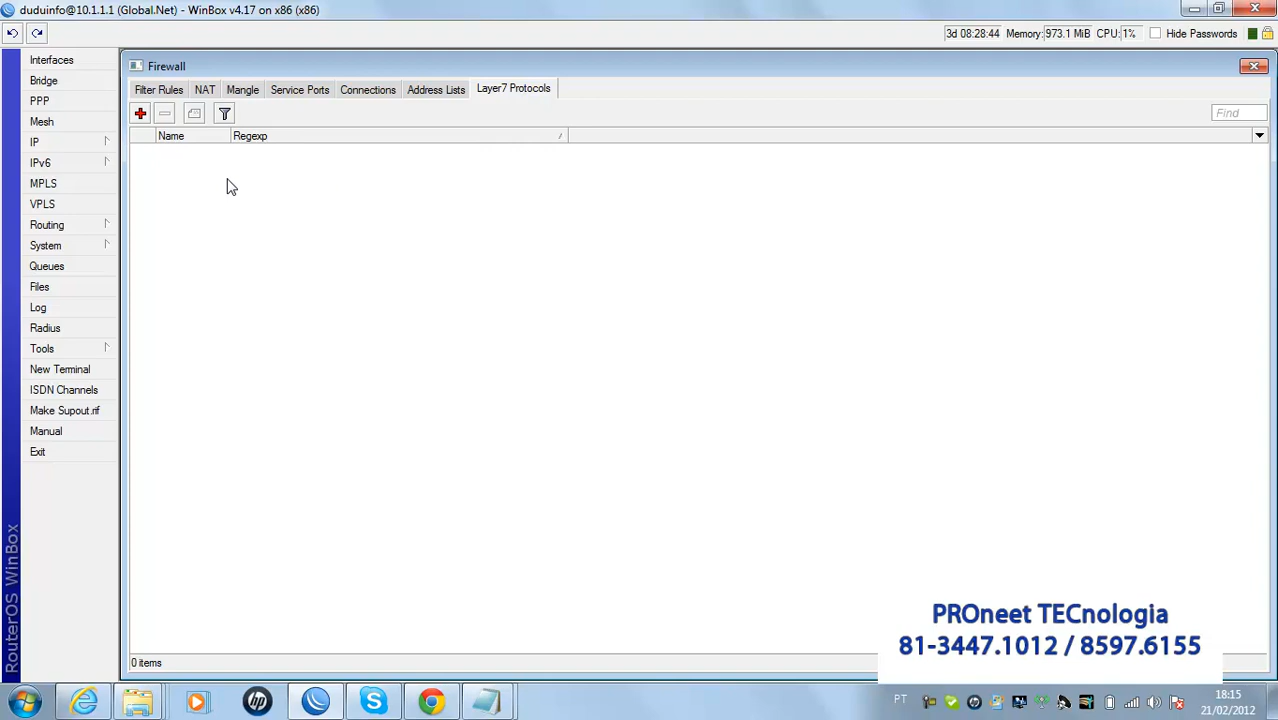 duduinfo@10.1.1.1 (Global.Net) - WinBox v4.17 on x86 (x86)
3d 08:28:44 Memory: 973.1 MiB CPU: 1% Hide Passwords
Interfaces
Bridge
PPP
Mesh
IP
IPv6
MPLS
VPLS
Routing
System
Queues
Files
Log
Radius
Tools
New Terminal
ISDN Channels
Make Supout.rif
Manual
Exit
RouterOS WinBox
Firewall
Filter Rules NAT Mangle Service Ports Connections Address Lists Layer7 Protocols
Find
Name Regexp
0 items
PROneet TECnologia
81-3447.1012 / 8597.6155
hp
PT
18:15
21/02/2012